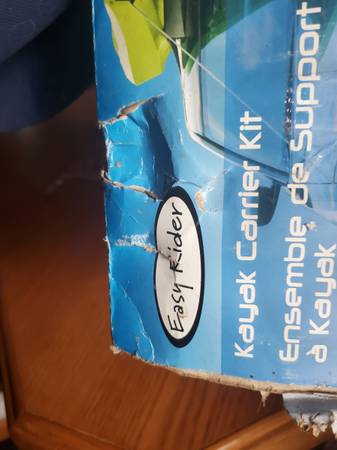 Easy Rider
Kayak Carrier Kit
Ensemble de Support
à Kayak